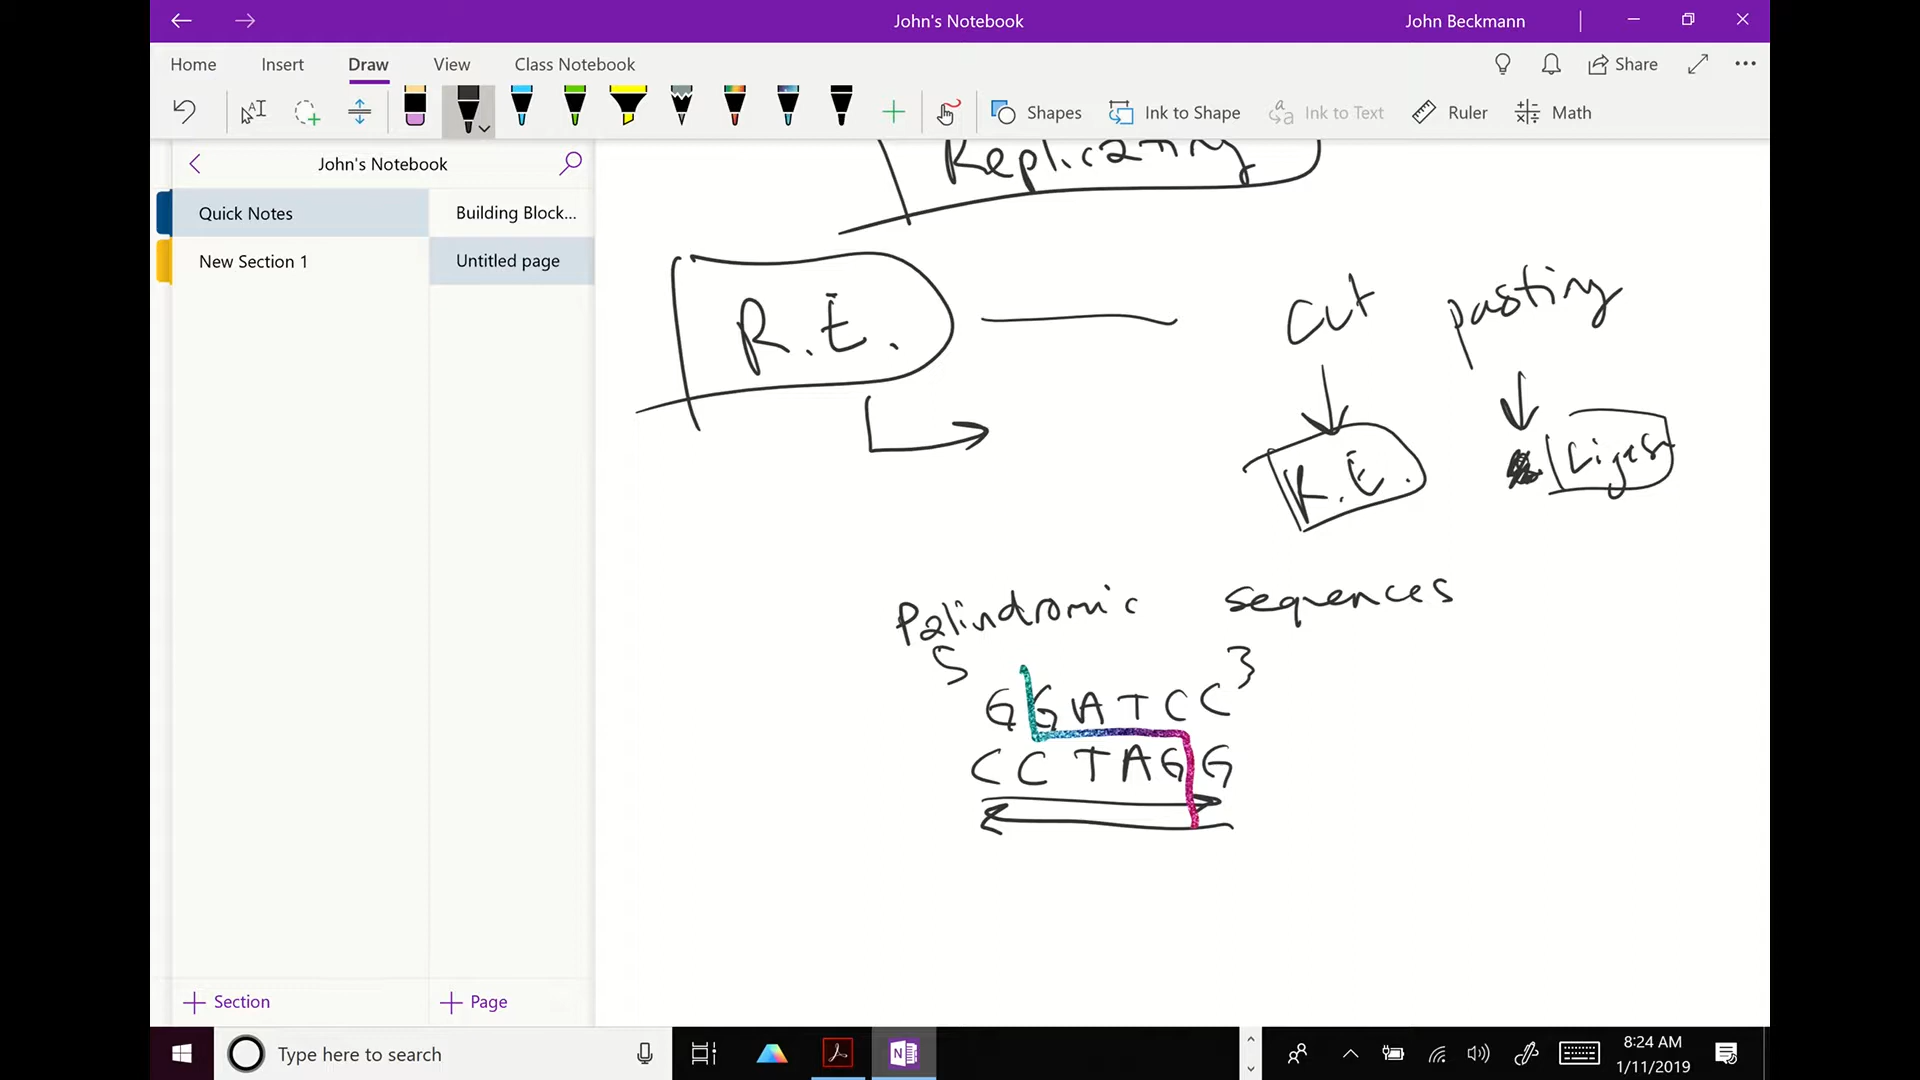 John's Notebook
John Beckmann
Home Insert Draw View Class Notebook
Share
Shapes Ink to Shape Ink to Text Ruler Math
John's Notebook
Quick Notes
New Section 1
Building Block...
Untitled page
Replicating
R.E.
cut pasting
R.E.
Palindromic sequences
5 3
GGATCC
CCTAGG
Section
Page
Type here to search
8:24 AM
1/11/2019